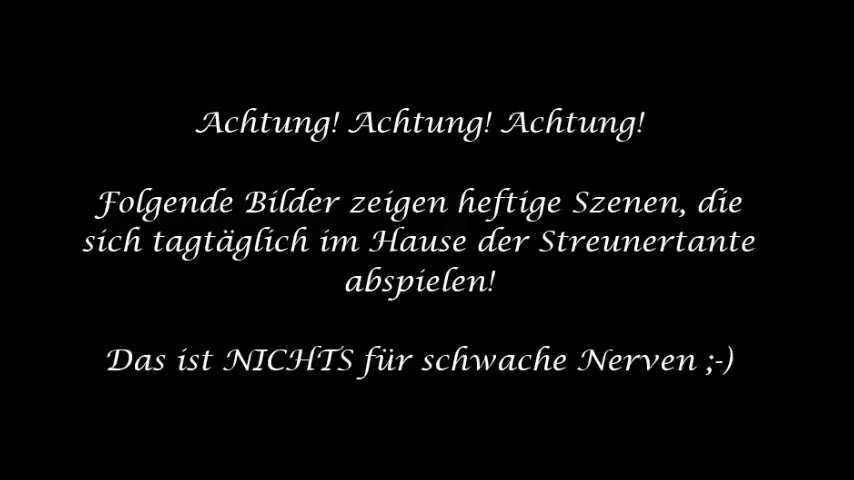 Achtung! Achtung! Achtung!
Folgende Bilder zeigen heftige Szenen, die
sich tagtäglich im Hause der Streunertante
abspielen!
Das ist NICHTS für schwache Nerven ;-)